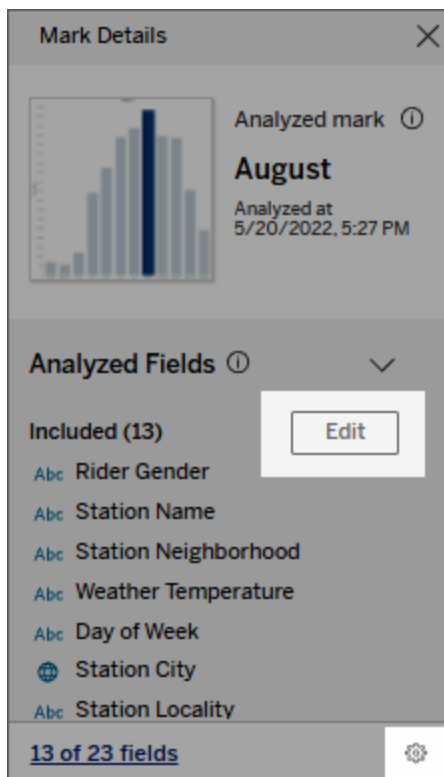 Mark Details
Analyzed mark
August
Analyzed at
5/20/2022, 5:27 PM
Analyzed Fields
Included (13)
Edit
Abc Rider Gender
Abc Station Name
Abc Station Neighborhood
Abc Weather Temperature
Abc Day of Week
Station City
Abc Station Locality
13 of 23 fields